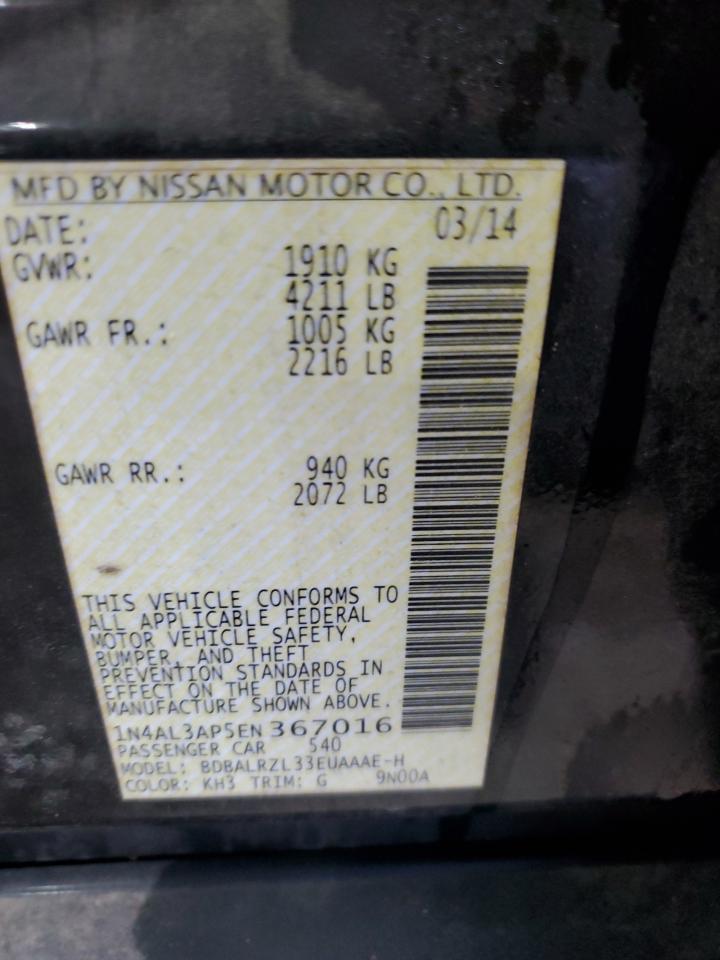 MFD BY NISSAN MOTOR CO., LTD.
DATE: 03/14
GVWR: 1910 KG
4211 LB
GAWR FR.: 1005 KG
2216 LB
GAWR RR.: 940 KG
2072 LB
THIS VEHICLE CONFORMS TO
ALL APPLICABLE FEDERAL
MOTOR VEHICLE SAFETY,
BUMPER, AND THEFT
PREVENTION STANDARDS IN
EFFECT ON THE DATE OF
MANUFACTURE SHOWN ABOVE.
1N4AL3AP5EN 367016
PASSENGER CAR 540
MODEL: BDBALRZL33EUAAAE-H
COLOR: KH3 TRIM: G 9N00A